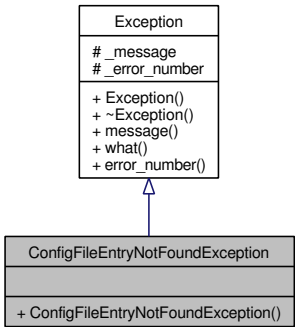 Exception
# _message
# _error_number
+ Exception()
+ ~Exception()
+ message()
+ what()
+ error_number()
ConfigFileEntryNotFoundException
+ ConfigFileEntryNotFoundException()